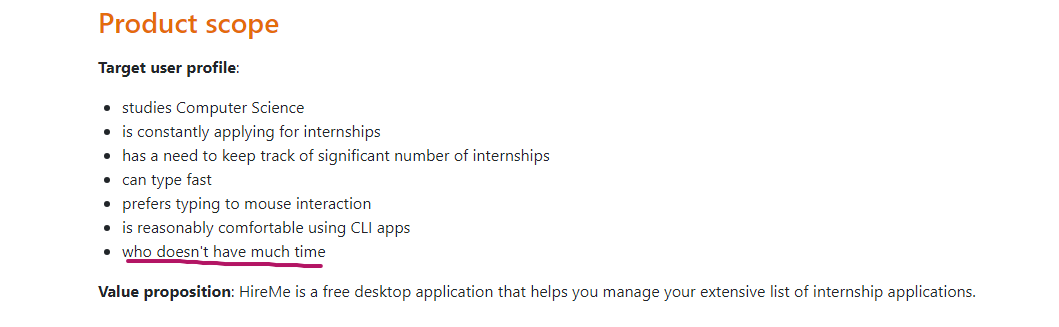 Product scope
Target user profile:
studies Computer Science
is constantly applying for internships
has a need to keep track of significant number of internships
can type fast
prefers typing to mouse interaction
is reasonably comfortable using CLI apps
who doesn't have much time
Value proposition: HireMe is a free desktop application that helps you manage your extensive list of internship applications.